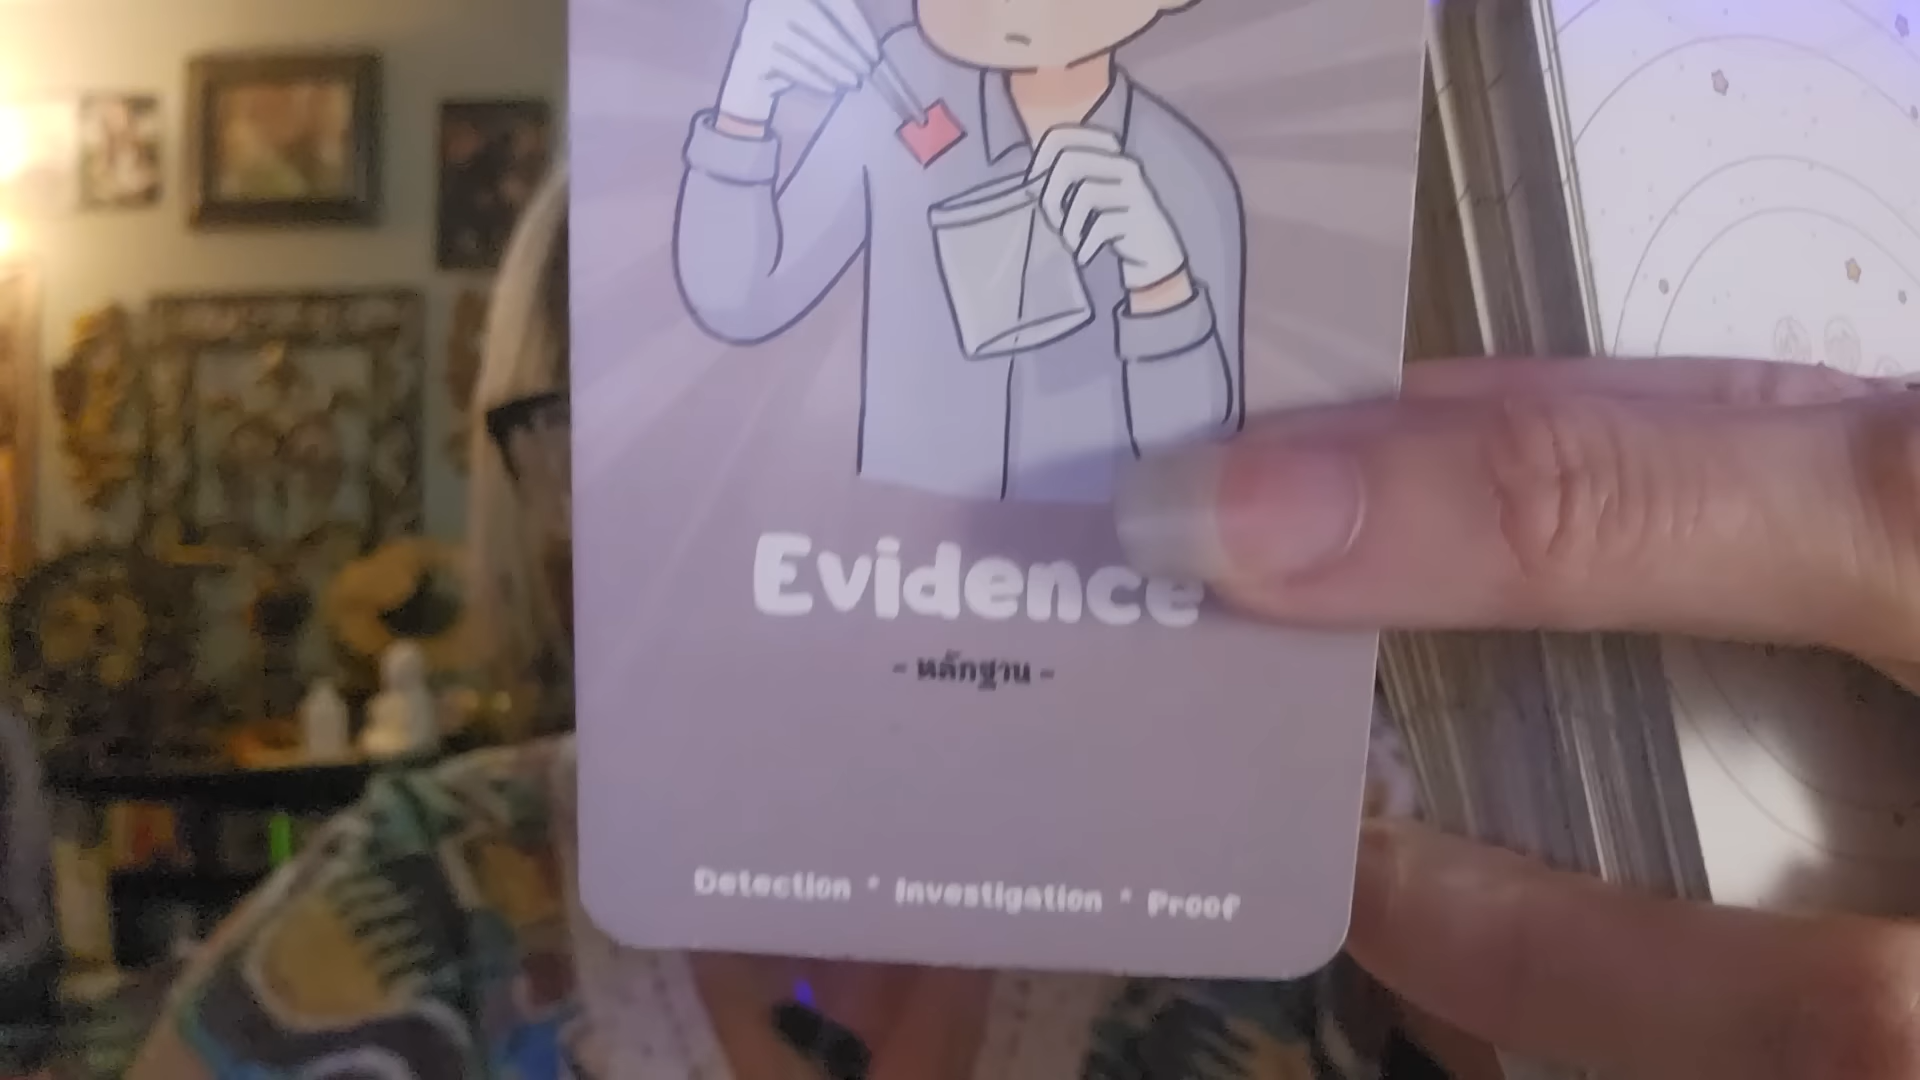 Evidence
- หลักฐาน -
Detection * Investigation * Proof